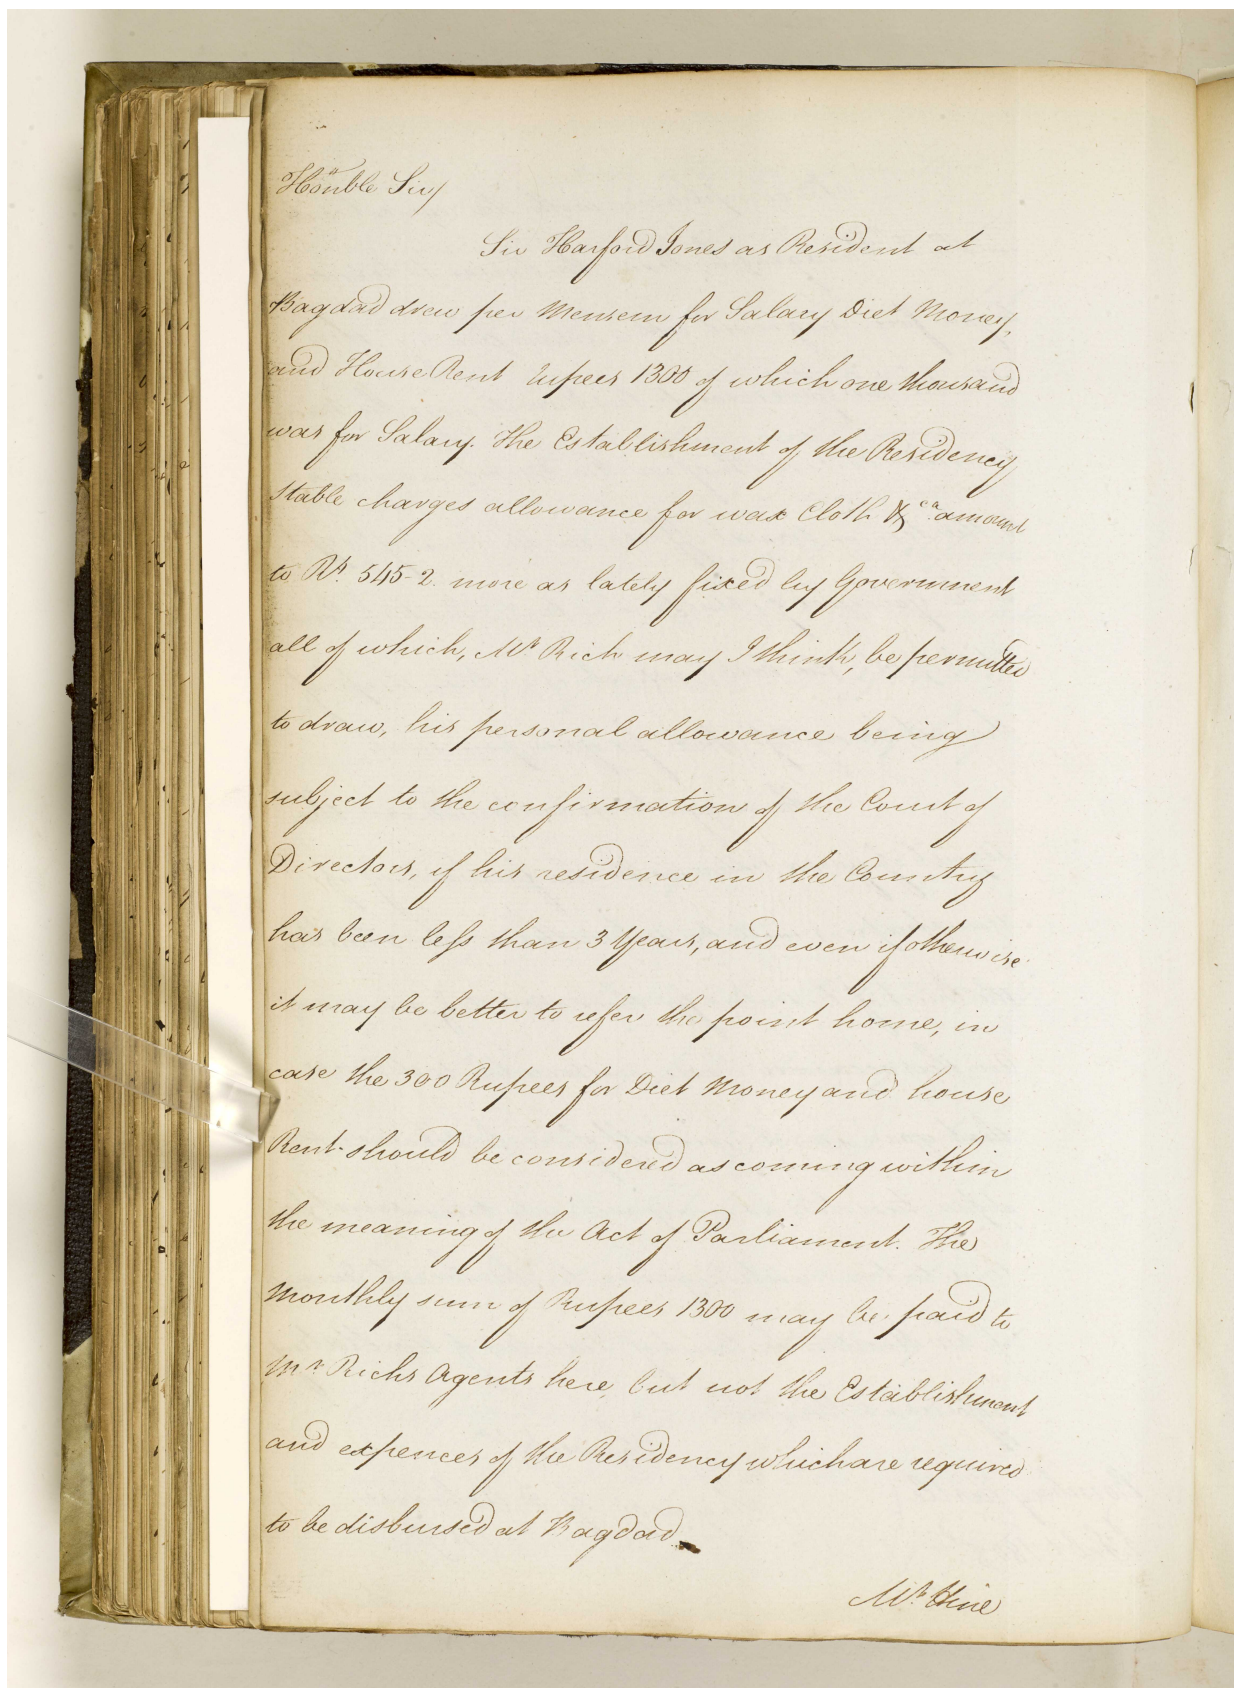 Honble Sir,
Sir Harford Jones as Resident at
Bagdad drew per Mensem for Salary Diet Money,
and House Rent Rupees 1300 of which one thousand
was for Salary. The Establishment of the Residency
Stable charges allowance for wax Cloth &ca. amount
to Rs. 545-2 more as lately fixed by Government
all of which, Mr Rich may I think, be permitted
to draw, his personal allowance being
subject to the confirmation of the Court of
Directors, if his residence in the Country
has been less than 3 Years, and even if otherwise
it may be better to refer the point home, in
case the 300 Rupees for Diet Money and house
Rent should be considered as coming within
the meaning of the Act of Parliament. The
Monthly sum of Rupees 1300 may be paid to
Mr Richs Agents here, but not the Establishment
and expences of the Residency which are required
to be disbursed at Bagdad
Mr. Hine